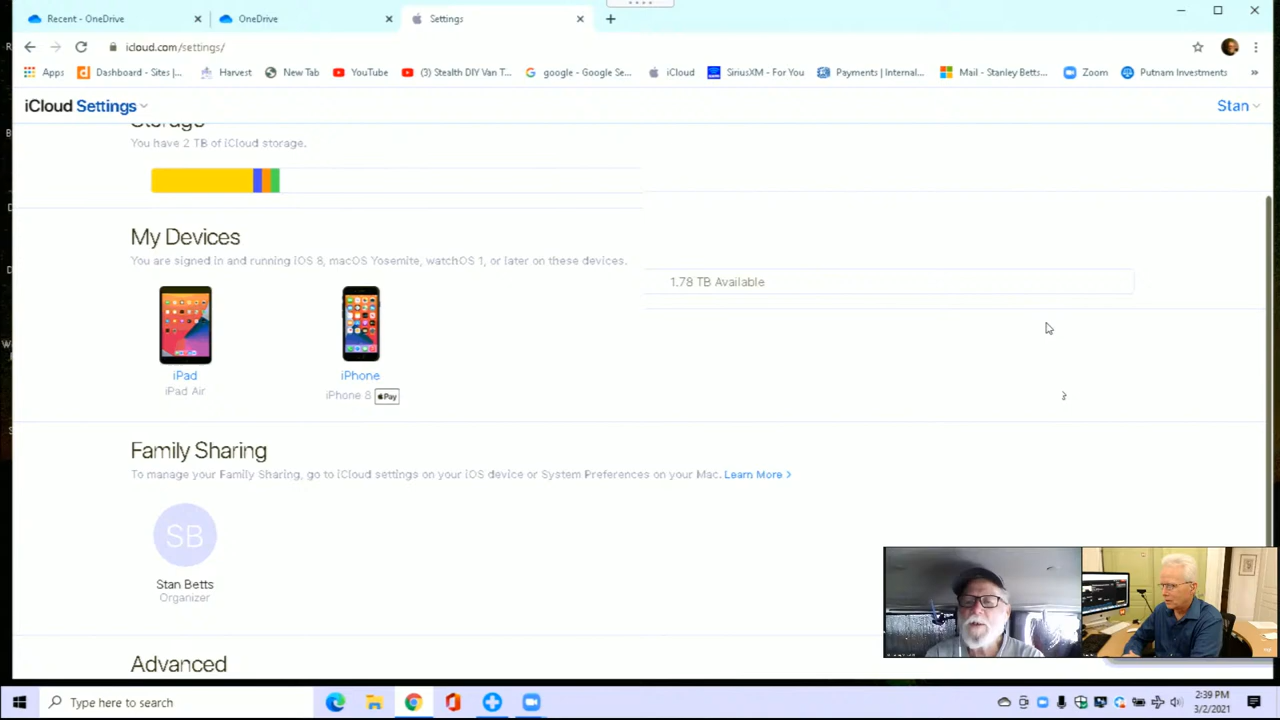 Recent - OneDrive
OneDrive
Settings
icloud.com/settings/
Apps
Dashboard - Sites |...
Harvest
New Tab
YouTube
(3) Stealth DIY Van T...
google - Google Se...
iCloud
SiriusXM - For You
Payments | Internal...
Mail - Stanley Betts...
Zoom
Putnam Investments
»
iCloud Settings
Stan
Storage
You have 2 TB of iCloud storage.
My Devices
You are signed in and running iOS 8, macOS Yosemite, watchOS 1, or later on these devices.
1.78 TB Available
iPad
iPad Air
iPhone
iPhone 8 Pay
Family Sharing
To manage your Family Sharing, go to iCloud settings on your iOS device or System Preferences on your Mac. Learn More >
SB
Stan Betts
Organizer
Advanced
Type here to search
2:39 PM
3/2/2021